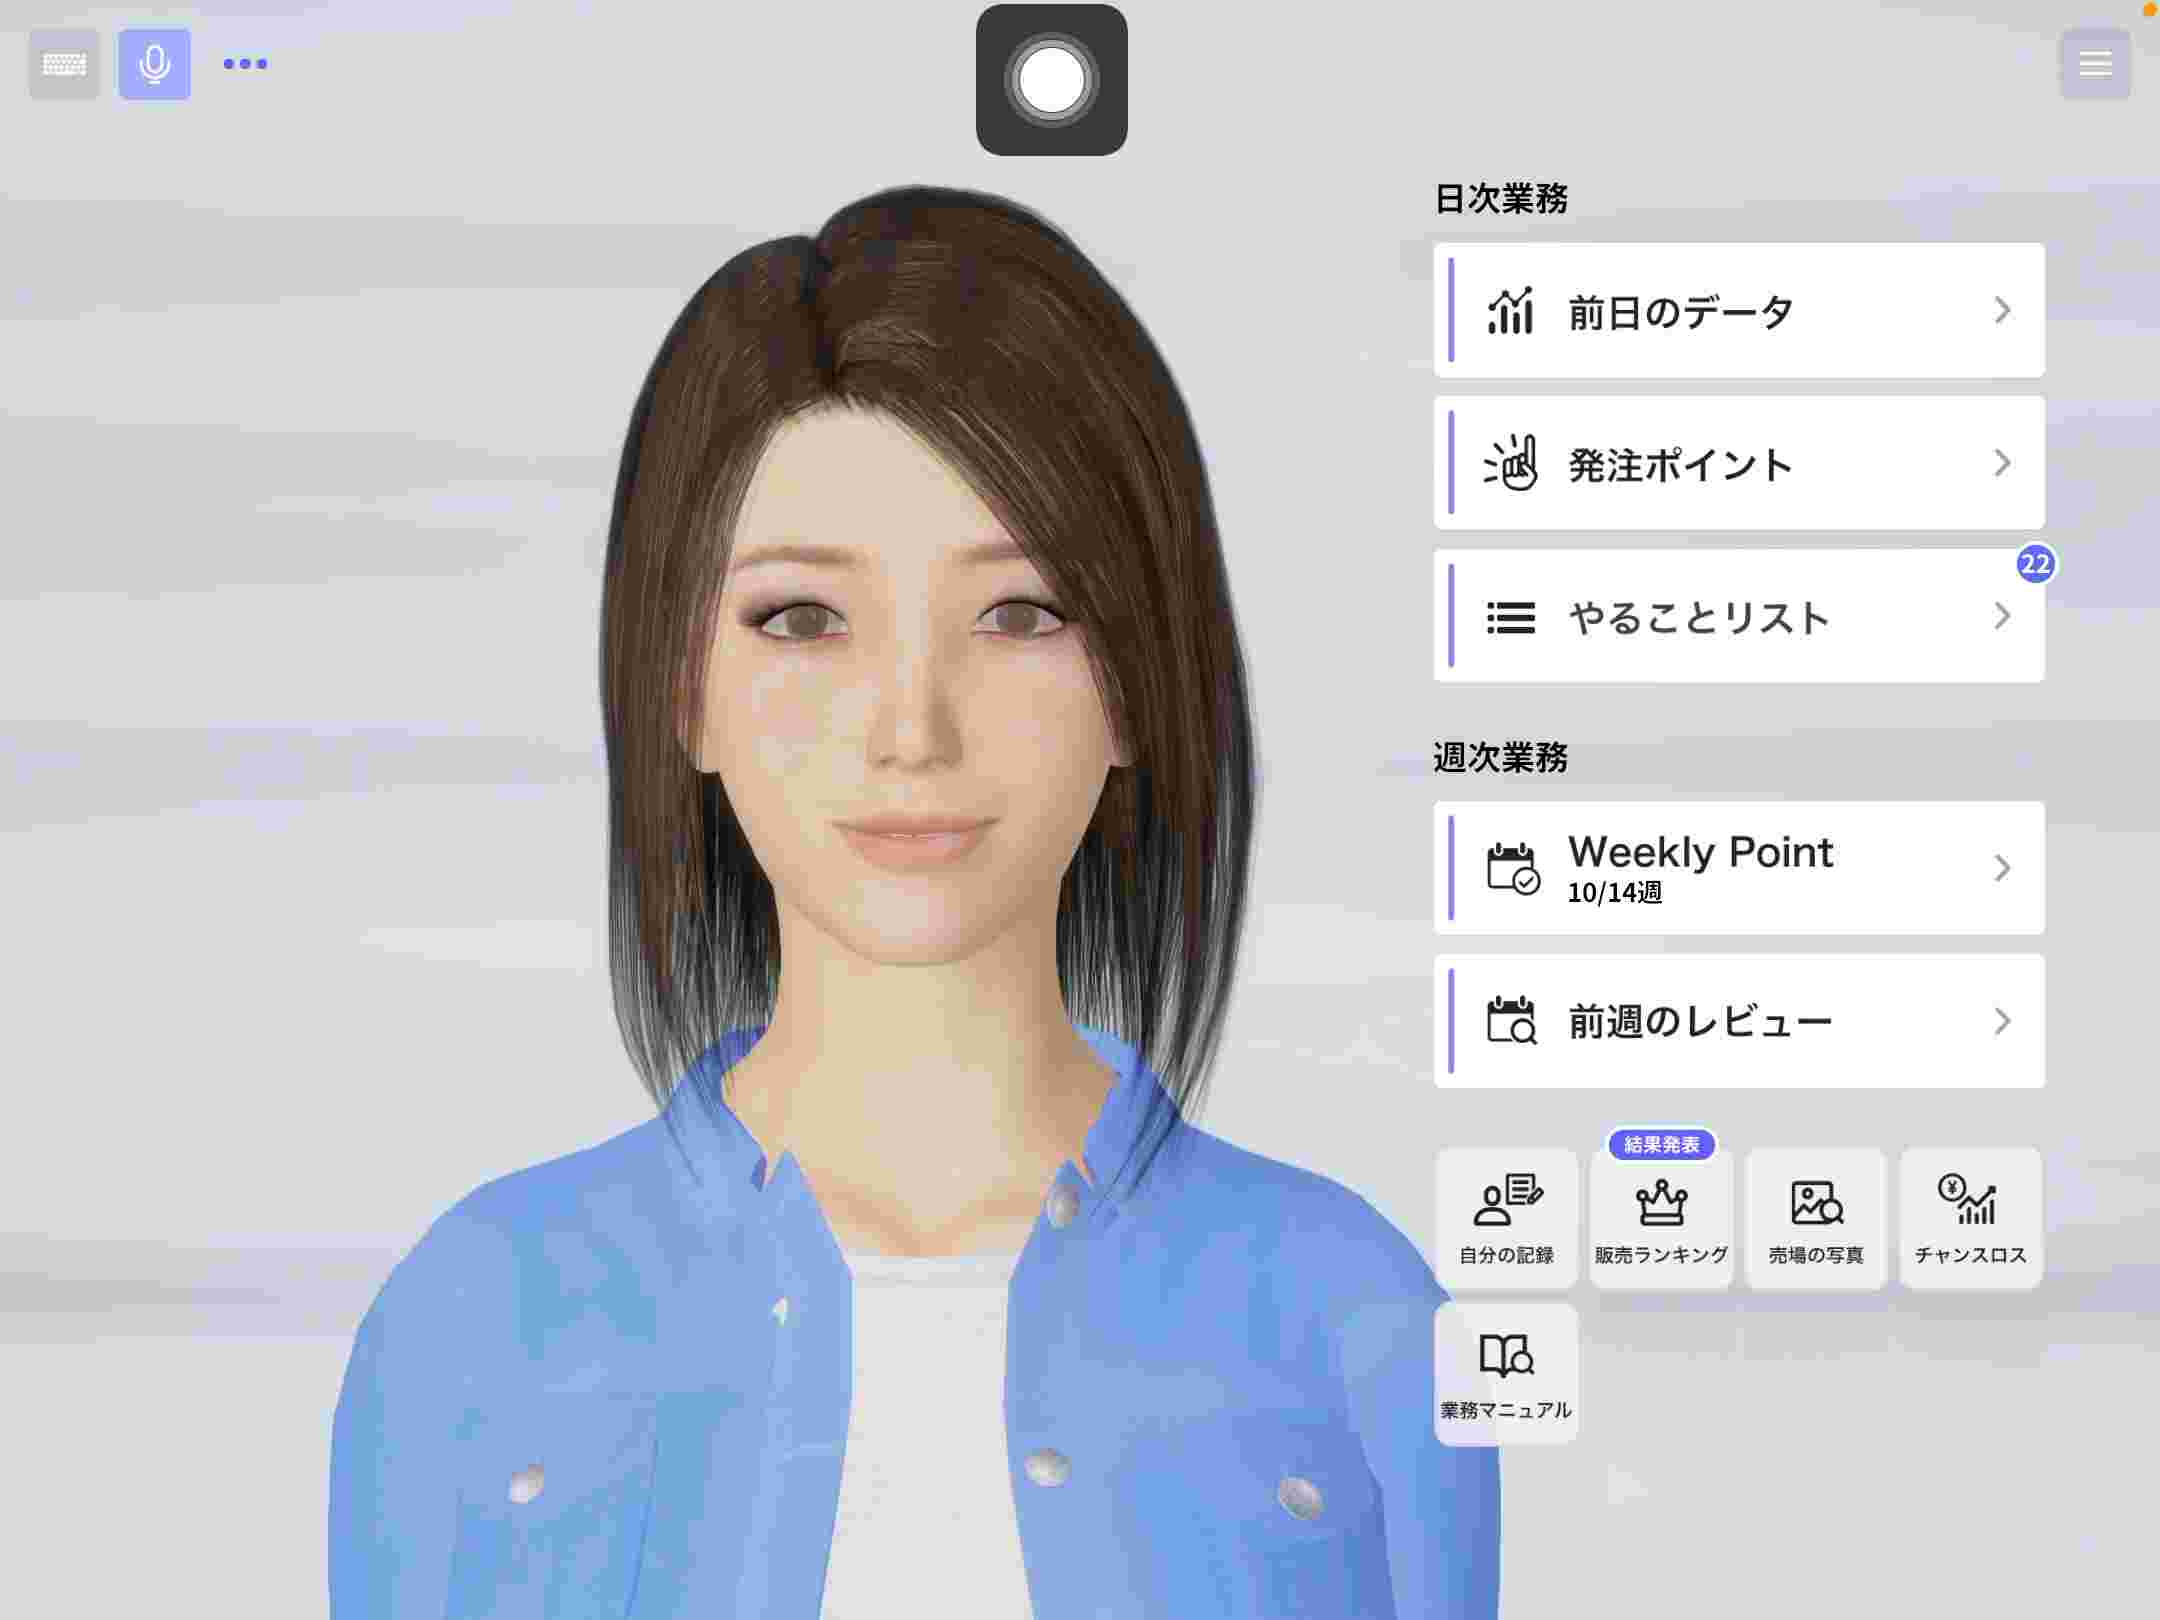 日次業務
前日のデータ
発注ポイント
22
やることリスト
週次業務
Weekly Point
10/14週
前週のレビュー
結果発表
自分の記録
販売ランキング
売場の写真
チャンスロス
業務マニュアル